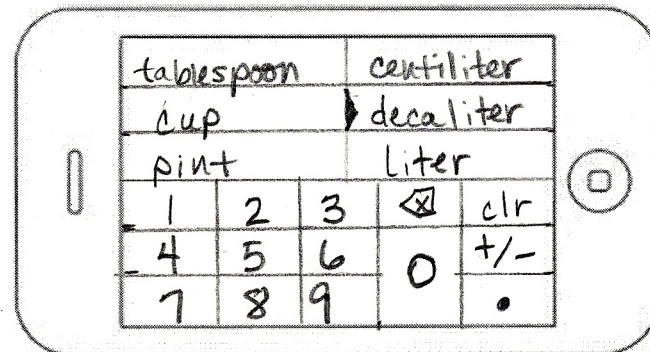 tablespoon centiliter
cup decaliter
pint liter
1 2 3 clr
4 5 6 0 +/-
7 8 9 .